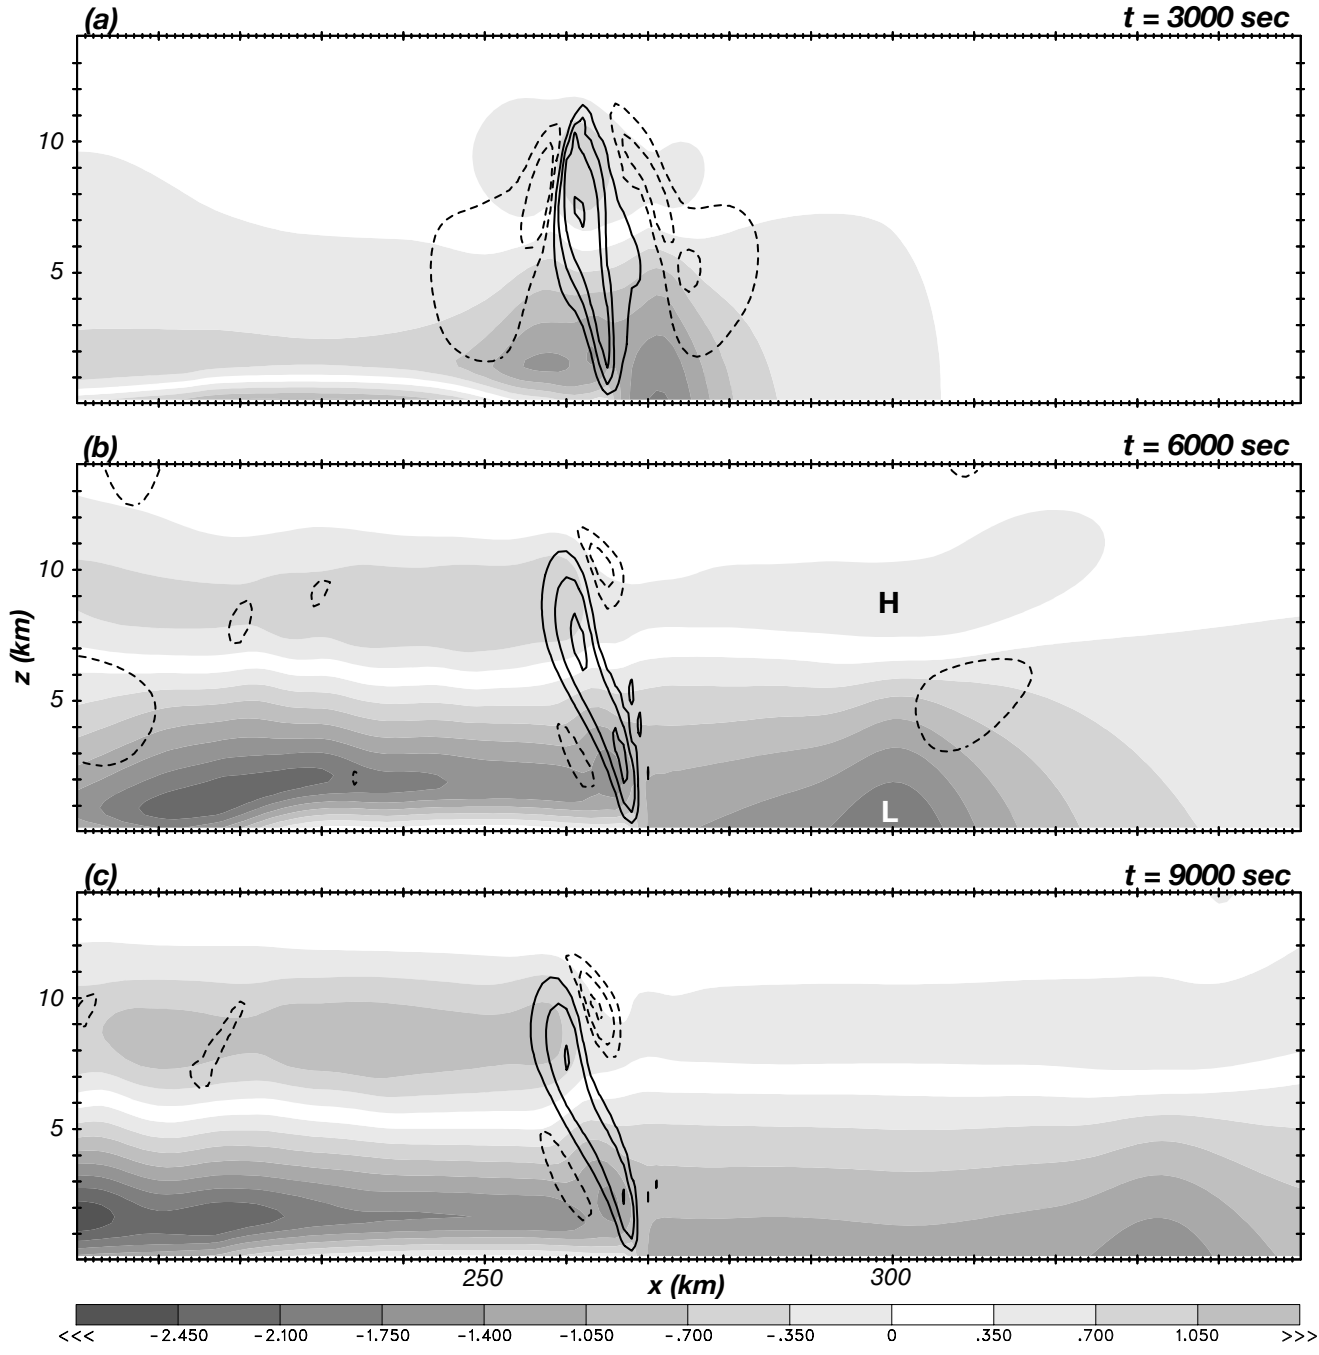 (a) t = 3000 sec
10
5
(b) t = 6000 sec
10
H
z (km)
5
L
(c) t = 9000 sec
10
5
250 x (km) 300
<<< -2.450 -2.100 -1.750 -1.400 -1.050 -.700 -.350 0 .350 .700 1.050 >>>